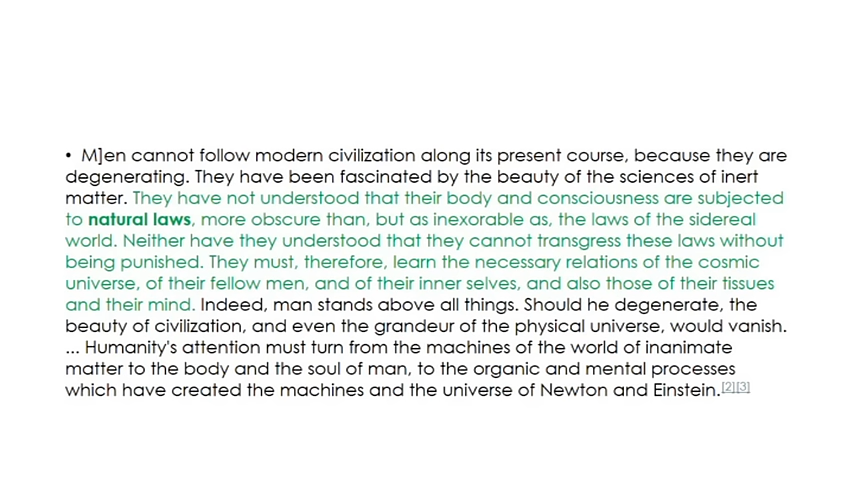 • M]en cannot follow modern civilization along its present course, because they are
degenerating. They have been fascinated by the beauty of the sciences of inert
matter. They have not understood that their body and consciousness are subjected
to natural laws, more obscure than, but as inexorable as, the laws of the sidereal
world. Neither have they understood that they cannot transgress these laws without
being punished. They must, therefore, learn the necessary relations of the cosmic
universe, of their fellow men, and of their inner selves, and also those of their tissues
and their mind. Indeed, man stands above all things. Should he degenerate, the
beauty of civilization, and even the grandeur of the physical universe, would vanish.
... Humanity's attention must turn from the machines of the world of inanimate
matter to the body and the soul of man, to the organic and mental processes
which have created the machines and the universe of Newton and Einstein.[2][3]